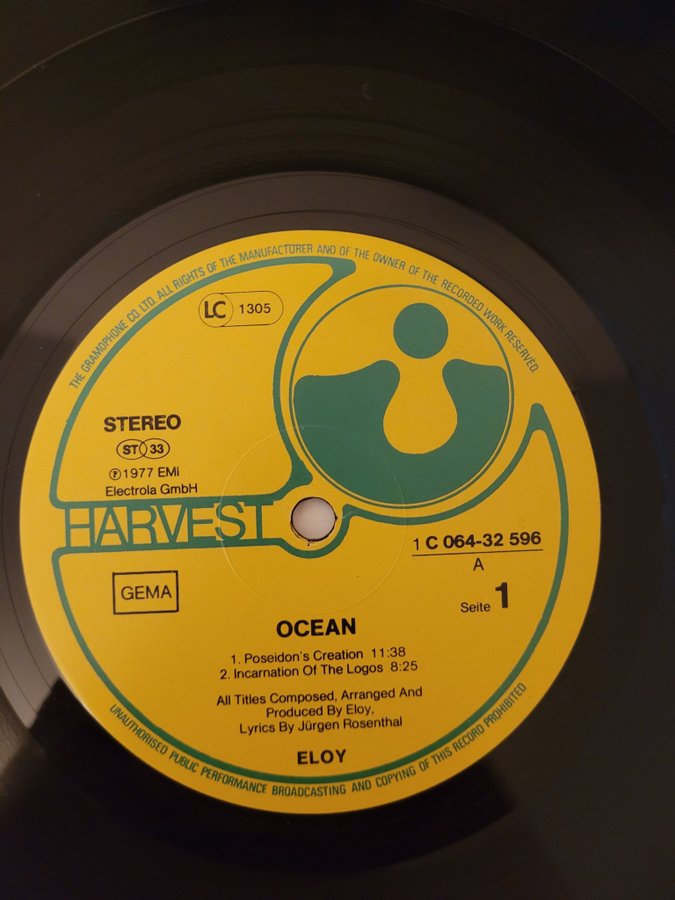 THE GRAMOPHONE CO. LTD. ALL RIGHTS OF THE MANUFACTURER AND OF THE OWNER OF THE RECORDED WORK RESERVED.
LC 1305
STEREO
ST 33
℗ 1977 EMI
Electrola GmbH
HARVEST
1 C 064-32 596
A
GEMA
Seite 1
OCEAN
1. Poseidon's Creation 11:38
2. Incarnation Of The Logos 8:25
All Titles Composed, Arranged And
Produced By Eloy,
Lyrics By Jürgen Rosenthal
ELOY
UNAUTHORISED PUBLIC PERFORMANCE BROADCASTING AND COPYING OF THIS RECORD PROHIBITED